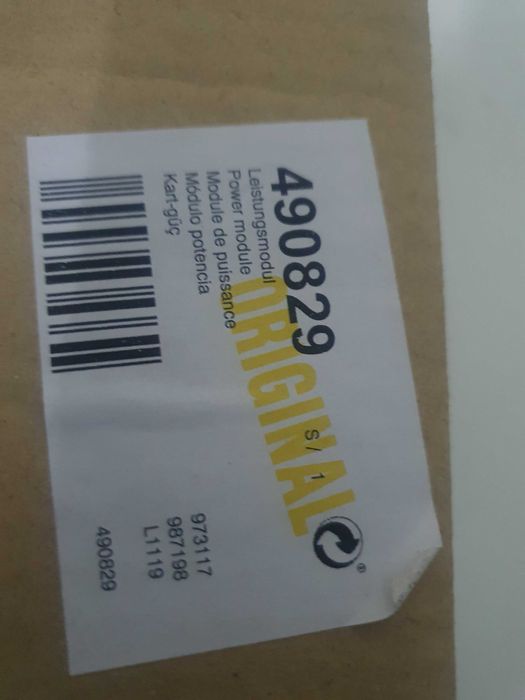 490829
ORIGINAL
S / 1
Leistungsmodul
Power module
Module de puissance
Módulo potencia
Kart-güç
973117
987198
L1119
490829
®